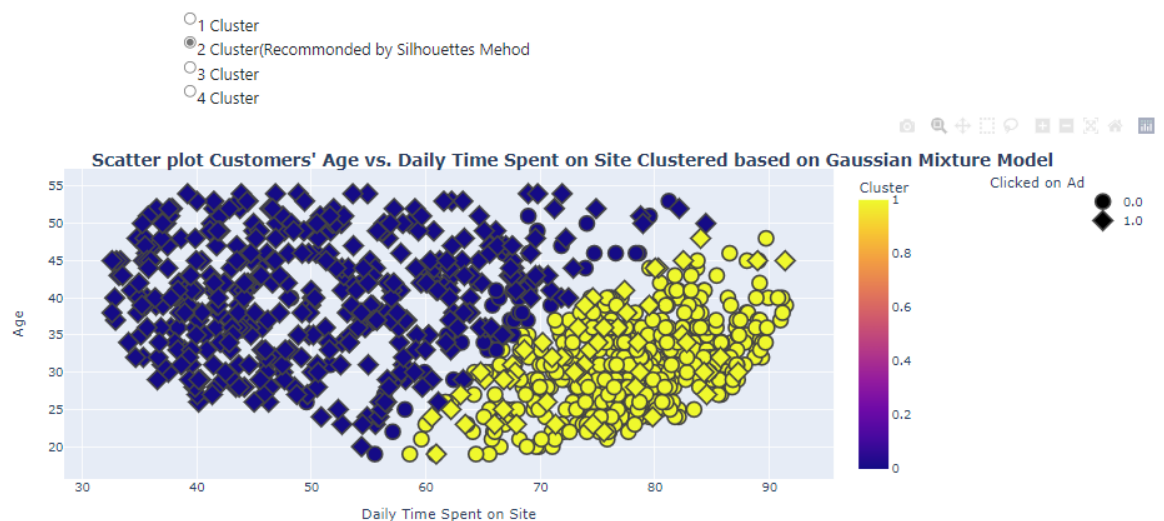 1 Cluster
2 Cluster(Recommonded by Silhouettes Mehod
3 Cluster
4 Cluster
Scatter plot Customers' Age vs. Daily Time Spent on Site Clustered based on Gaussian Mixture Model
Cluster
Clicked on Ad
0.0
1.0
1
0.8
0.6
0.4
0.2
0
Age
55
50
45
40
35
30
25
20
30
40
50
60
70
80
90
Daily Time Spent on Site